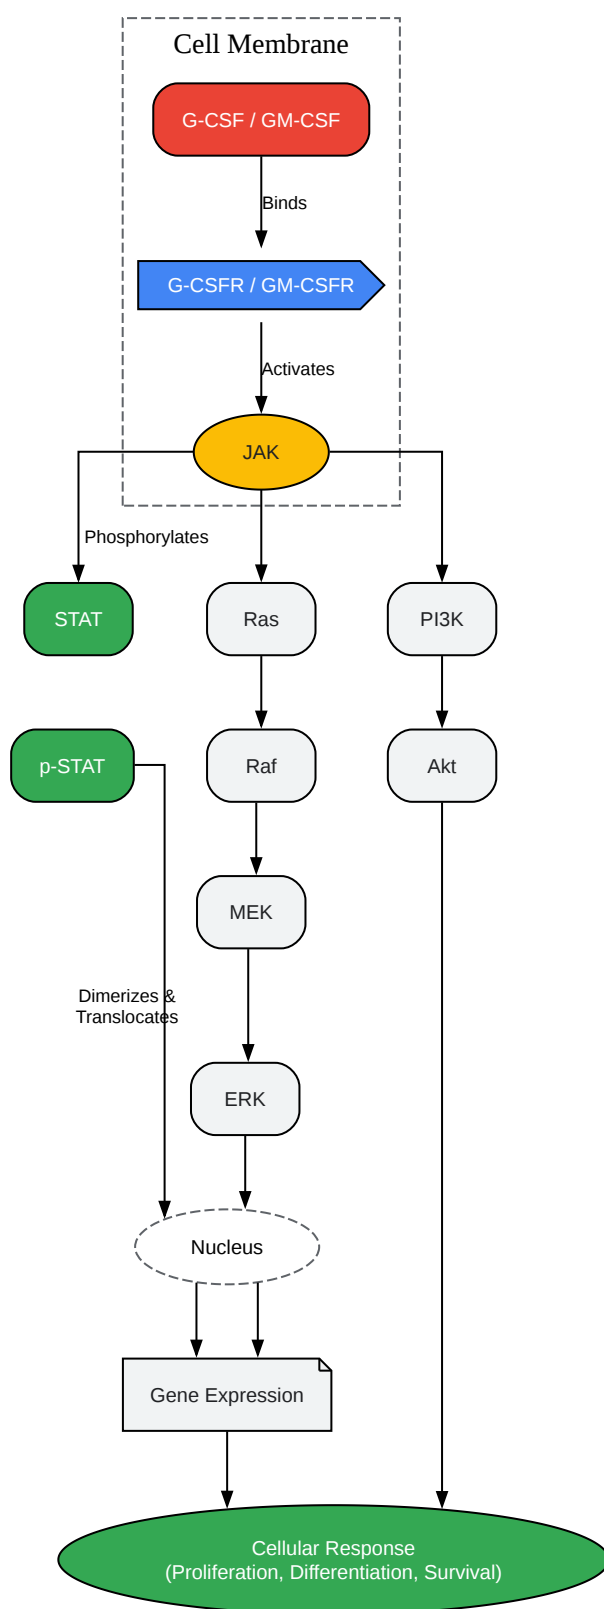 Cell Membrane
G-CSF / GM-CSF
Binds
G-CSFR / GM-CSFR
Activates
JAK
Phosphorylates
STAT
Ras
PI3K
p-STAT
Raf
Akt
MEK
Dimerizes &
Translocates
ERK
Nucleus
Gene Expression
Cellular Response
(Proliferation, Differentiation, Survival)